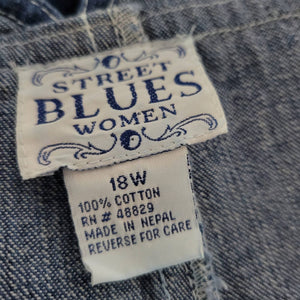 STREET
BLUES
WOMEN
18W
100% COTTON
RN# 48829
MADE IN NEPAL
REVERSE FOR CARE